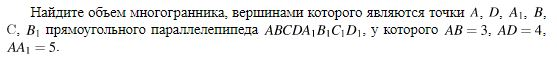 Найдите объем многогранника, вершинами которого являются точки A, D, A₁, B,
C, B₁ прямоугольного параллелепипеда ABCDA₁B₁C₁D₁, у которого AB = 3, AD = 4,
AA₁ = 5.